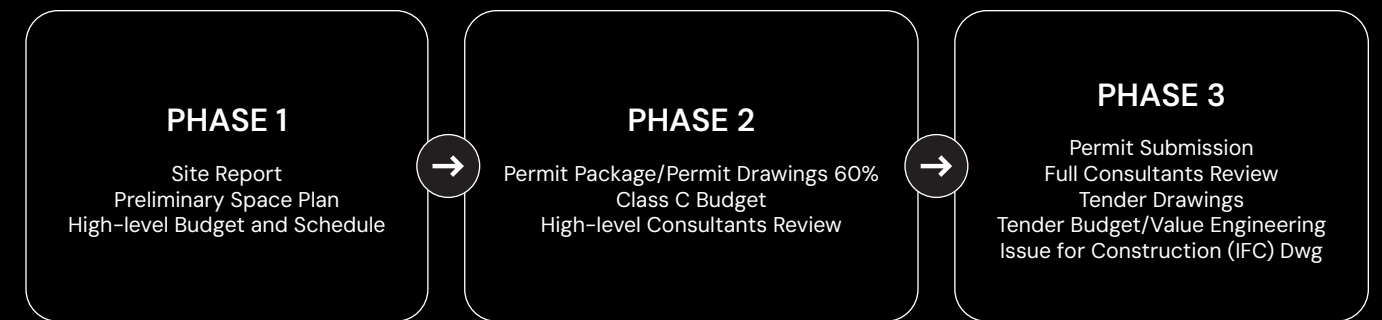 PHASE 1
Site Report
Preliminary Space Plan
High-level Budget and Schedule
PHASE 2
Permit Package/Permit Drawings 60%
Class C Budget
High-level Consultants Review
PHASE 3
Permit Submission
Full Consultants Review
Tender Drawings
Tender Budget/Value Engineering
Issue for Construction (IFC) Dwg